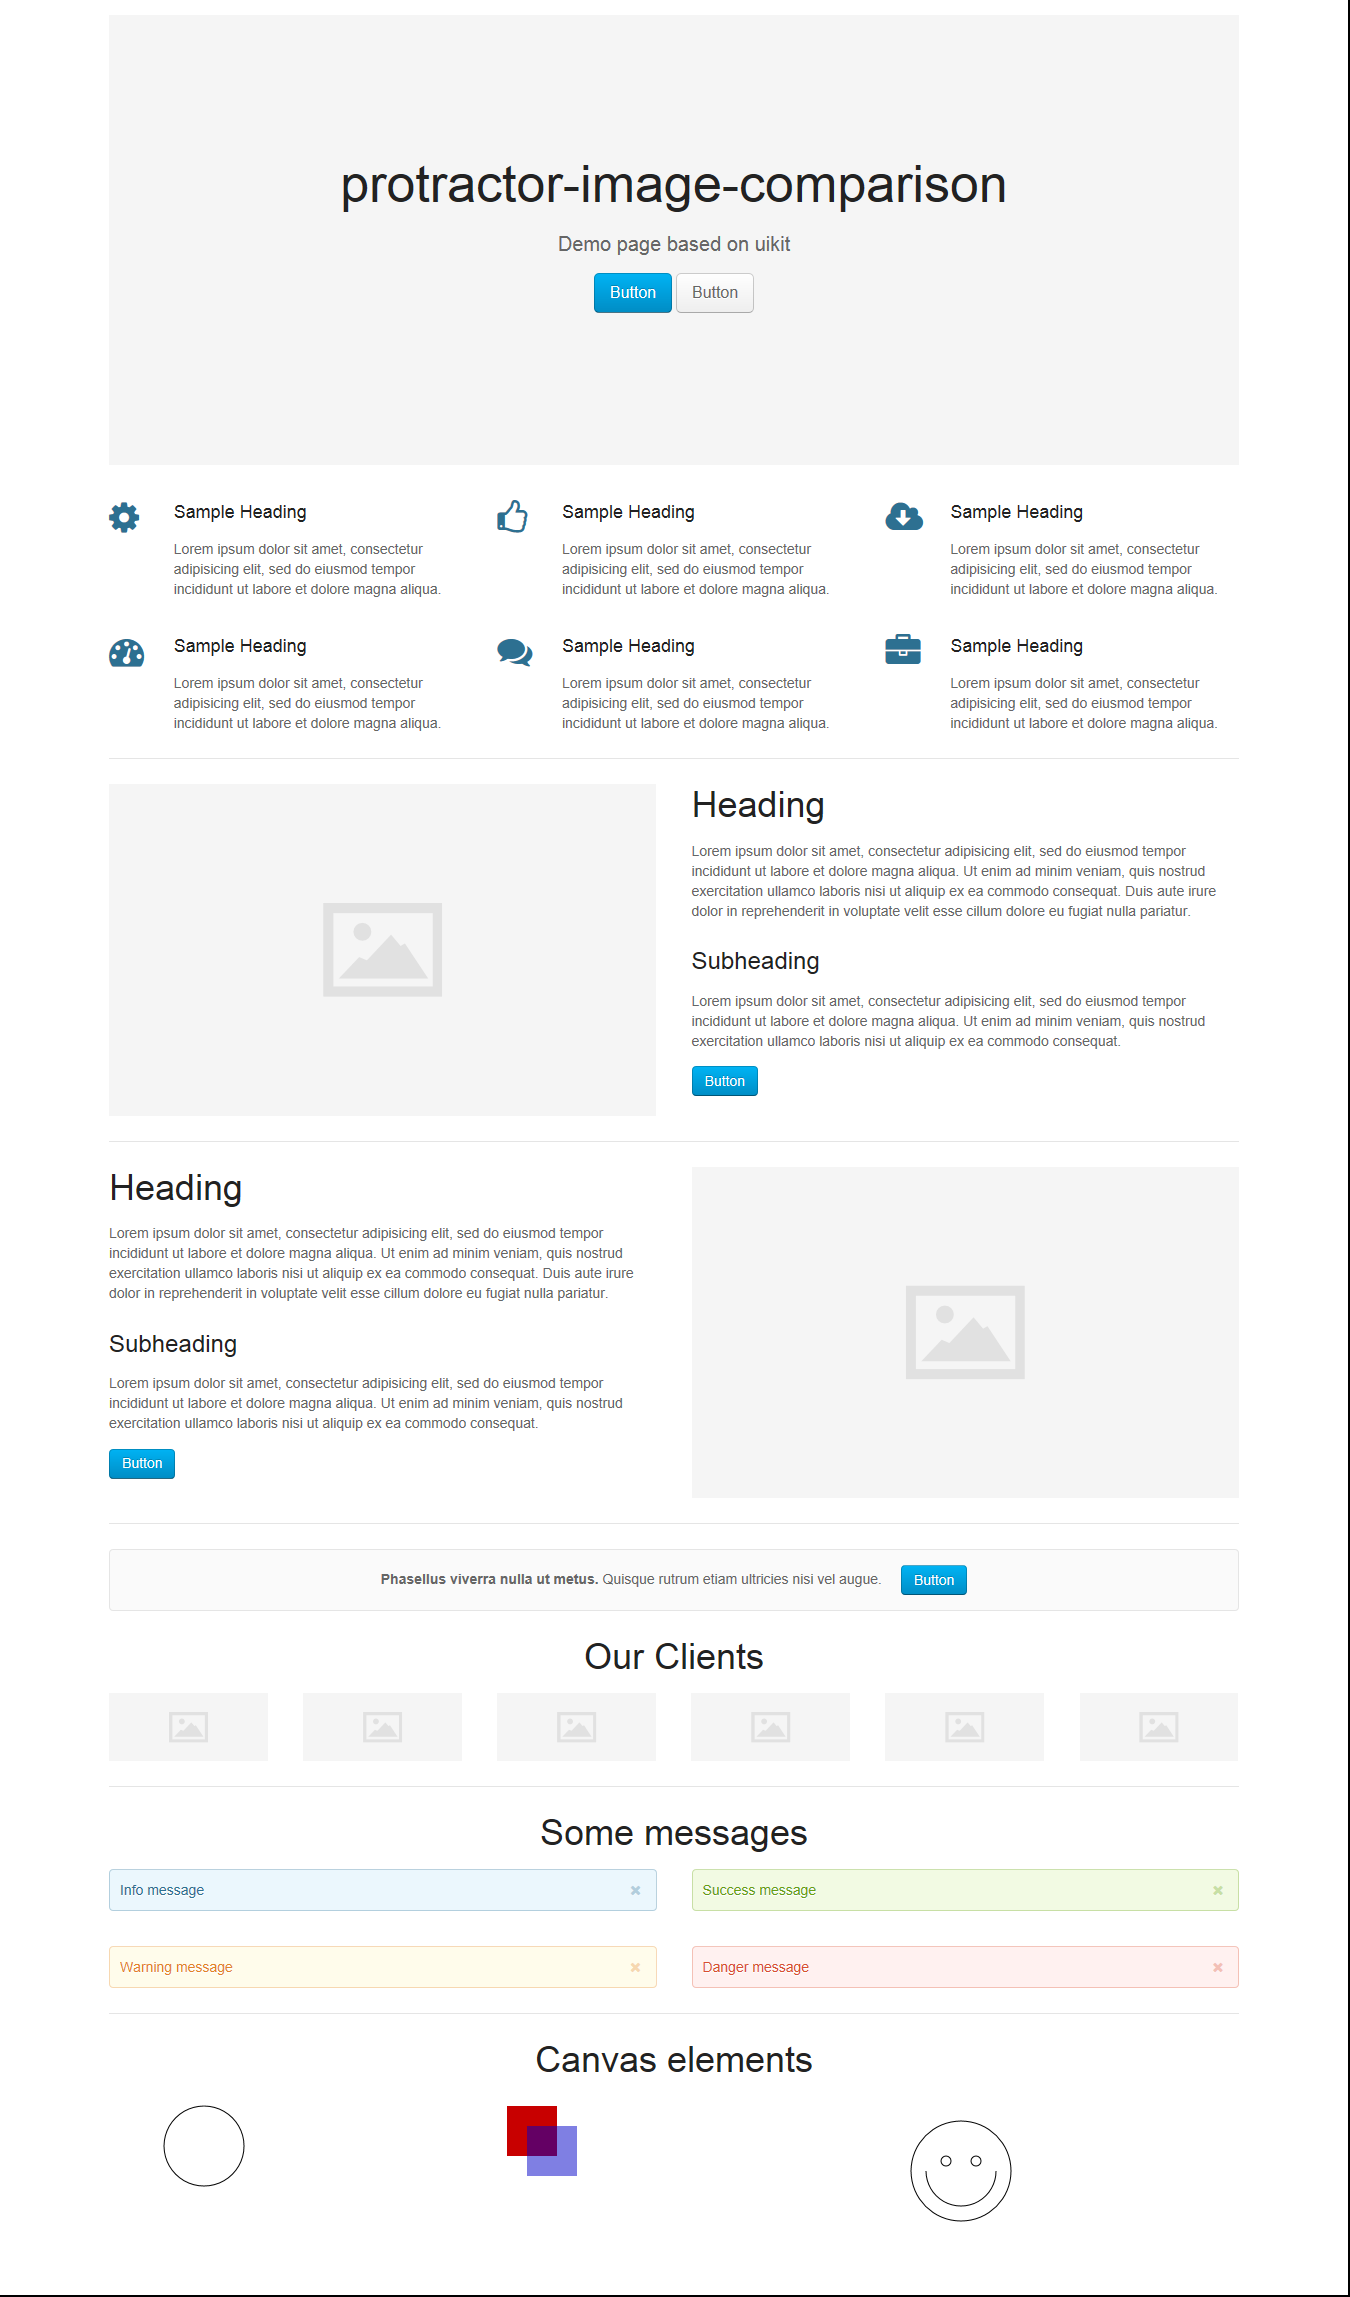 protractor-image-comparison
Demo page based on uikit
Button Button
Sample Heading
Lorem ipsum dolor sit amet, consectetur
adipisicing elit, sed do eiusmod tempor
incididunt ut labore et dolore magna aliqua.
Sample Heading
Lorem ipsum dolor sit amet, consectetur
adipisicing elit, sed do eiusmod tempor
incididunt ut labore et dolore magna aliqua.
Sample Heading
Lorem ipsum dolor sit amet, consectetur
adipisicing elit, sed do eiusmod tempor
incididunt ut labore et dolore magna aliqua.
Sample Heading
Lorem ipsum dolor sit amet, consectetur
adipisicing elit, sed do eiusmod tempor
incididunt ut labore et dolore magna aliqua.
Sample Heading
Lorem ipsum dolor sit amet, consectetur
adipisicing elit, sed do eiusmod tempor
incididunt ut labore et dolore magna aliqua.
Sample Heading
Lorem ipsum dolor sit amet, consectetur
adipisicing elit, sed do eiusmod tempor
incididunt ut labore et dolore magna aliqua.
Heading
Lorem ipsum dolor sit amet, consectetur adipisicing elit, sed do eiusmod tempor
incididunt ut labore et dolore magna aliqua. Ut enim ad minim veniam, quis nostrud
exercitation ullamco laboris nisi ut aliquip ex ea commodo consequat. Duis aute irure
dolor in reprehenderit in voluptate velit esse cillum dolore eu fugiat nulla pariatur.
Subheading
Lorem ipsum dolor sit amet, consectetur adipisicing elit, sed do eiusmod tempor
incididunt ut labore et dolore magna aliqua. Ut enim ad minim veniam, quis nostrud
exercitation ullamco laboris nisi ut aliquip ex ea commodo consequat.
Button
Heading
Lorem ipsum dolor sit amet, consectetur adipisicing elit, sed do eiusmod tempor
incididunt ut labore et dolore magna aliqua. Ut enim ad minim veniam, quis nostrud
exercitation ullamco laboris nisi ut aliquip ex ea commodo consequat. Duis aute irure
dolor in reprehenderit in voluptate velit esse cillum dolore eu fugiat nulla pariatur.
Subheading
Lorem ipsum dolor sit amet, consectetur adipisicing elit, sed do eiusmod tempor
incididunt ut labore et dolore magna aliqua. Ut enim ad minim veniam, quis nostrud
exercitation ullamco laboris nisi ut aliquip ex ea commodo consequat.
Button
Phasellus viverra nulla ut metus. Quisque rutrum etiam ultricies nisi vel augue. Button
Our Clients
Some messages
Info message
Success message
Warning message
Danger message
Canvas elements